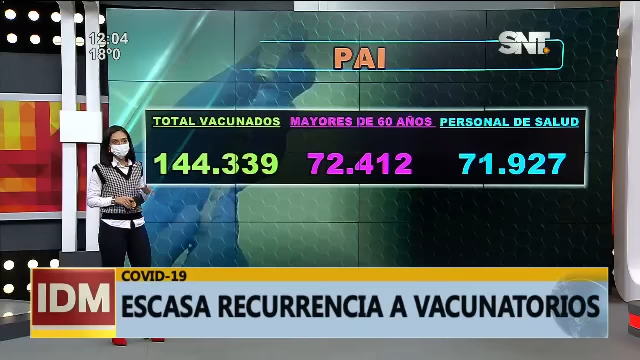 12:04
18°0
SNT
PAI
TOTAL VACUNADOS MAYORES DE 60 AÑOS PERSONAL DE SALUD
144.339 72.412 71.927
COVID-19
IDM
ESCASA RECURRENCIA A VACUNATORIOS